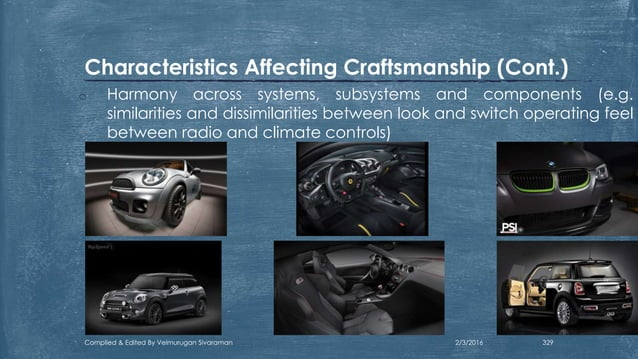 Characteristics Affecting Craftsmanship (Cont.)
Harmony across systems, subsystems and components (e.g.
similarities and dissimilarities between look and switch operating feel
between radio and climate controls)
PSI
Complied & Edited By Velmurugan Sivaraman 2/3/2016 329